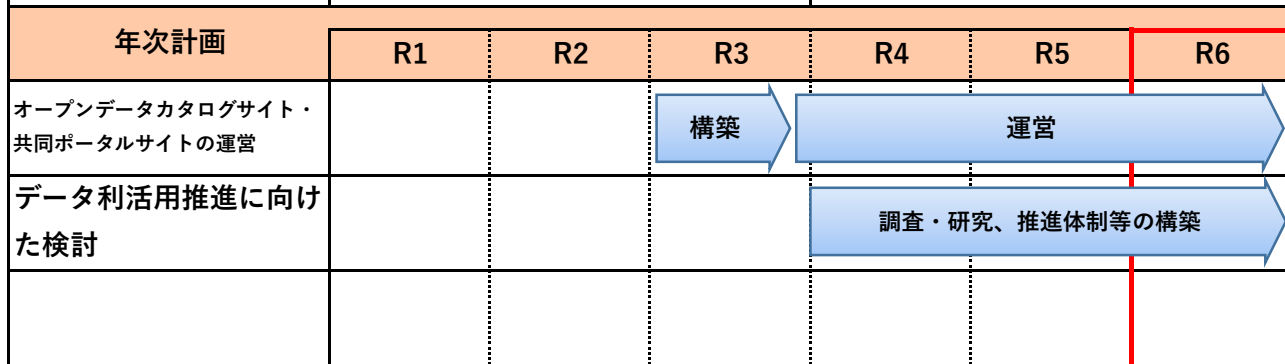 年次計画
R1 R2 R3 R4 R5 R6
オープンデータカタログサイト・
共同ポータルサイトの運営
構築
運営
データ利活用推進に向け
た検討
調査・研究、推進体制等の構築